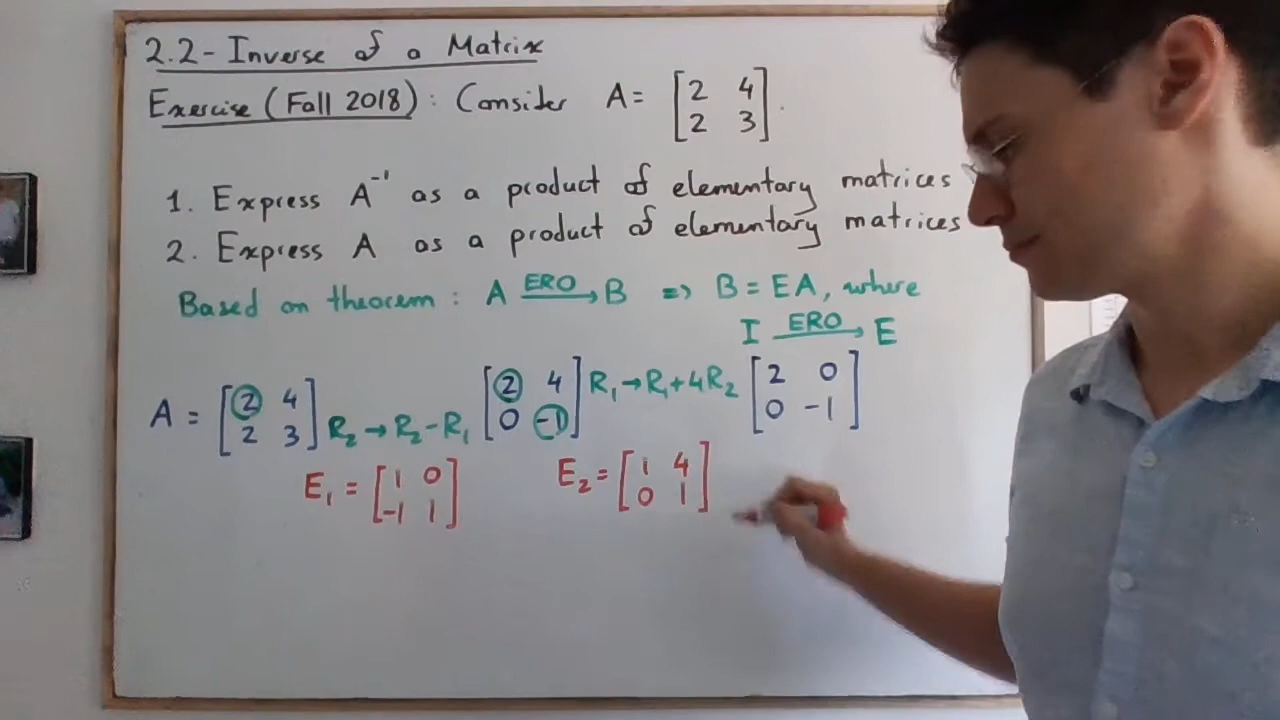 2.2 - Inverse of a Matrix
Exercise (Fall 2018) : Consider A = [2 4
2 3].
1. Express A⁻¹ as a product of elementary matrices
2. Express A as a product of elementary matrices
Based on theorem : A ERO→ B => B = EA, where
I ERO→ E
A = [2 4
2 3] R₂→R₂-R₁ [2 4
0 -1] R₁→R₁+4R₂ [2 0
0 -1]
E₁ = [1 0
-1 1] E₂ = [1 4
0 1]